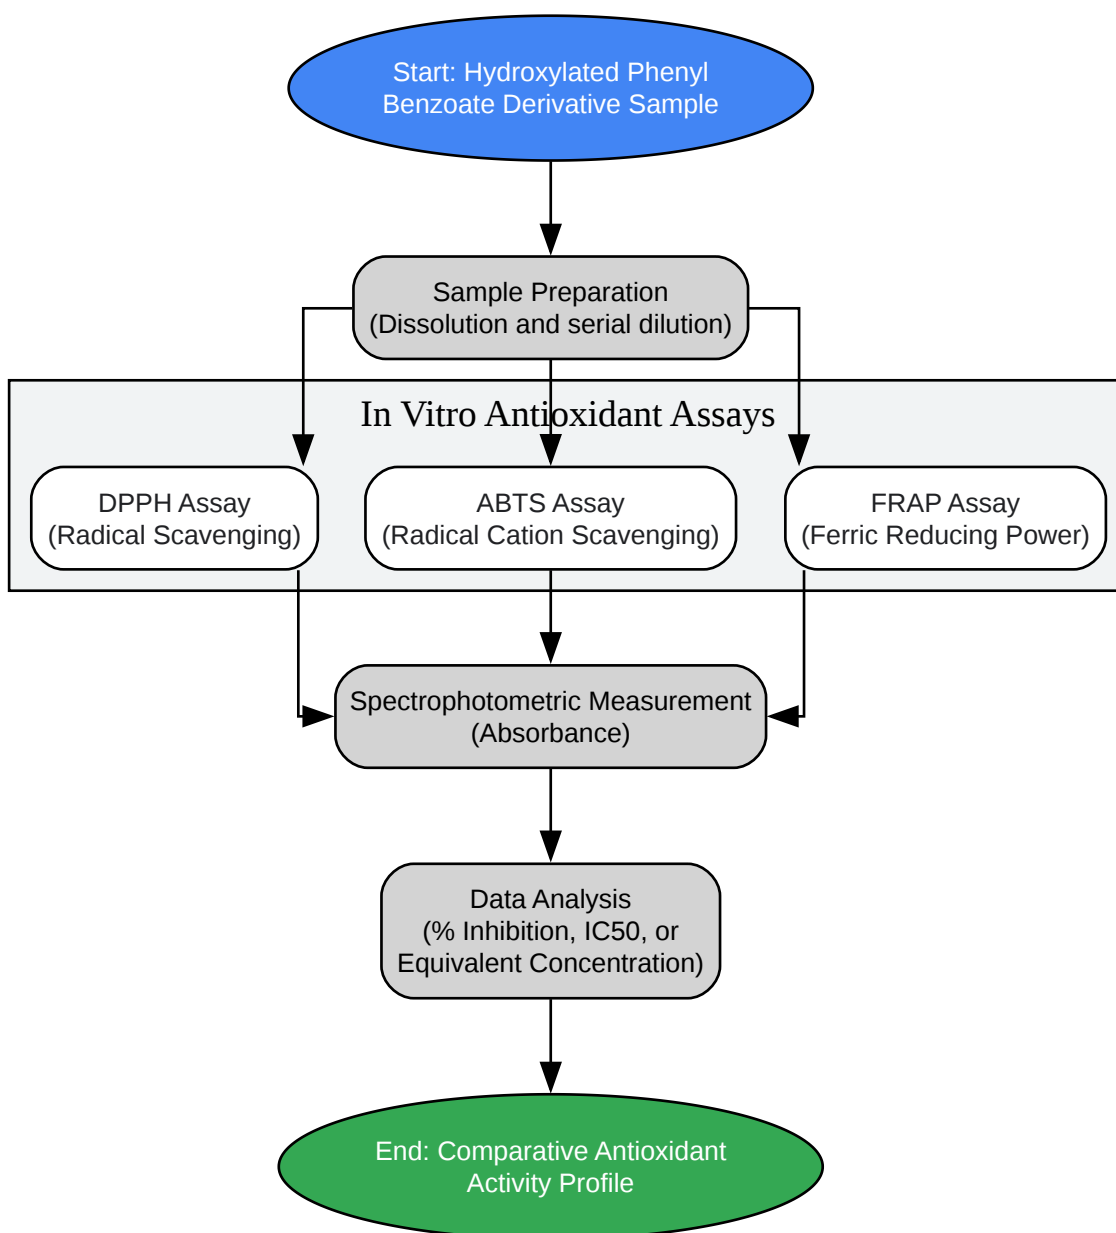 Start: Hydroxylated Phenyl
Benzoate Derivative Sample
Sample Preparation
(Dissolution and serial dilution)
In Vitro Antioxidant Assays
DPPH Assay
(Radical Scavenging)
ABTS Assay
(Radical Cation Scavenging)
FRAP Assay
(Ferric Reducing Power)
Spectrophotometric Measurement
(Absorbance)
Data Analysis
(% Inhibition, IC50, or
Equivalent Concentration)
End: Comparative Antioxidant
Activity Profile